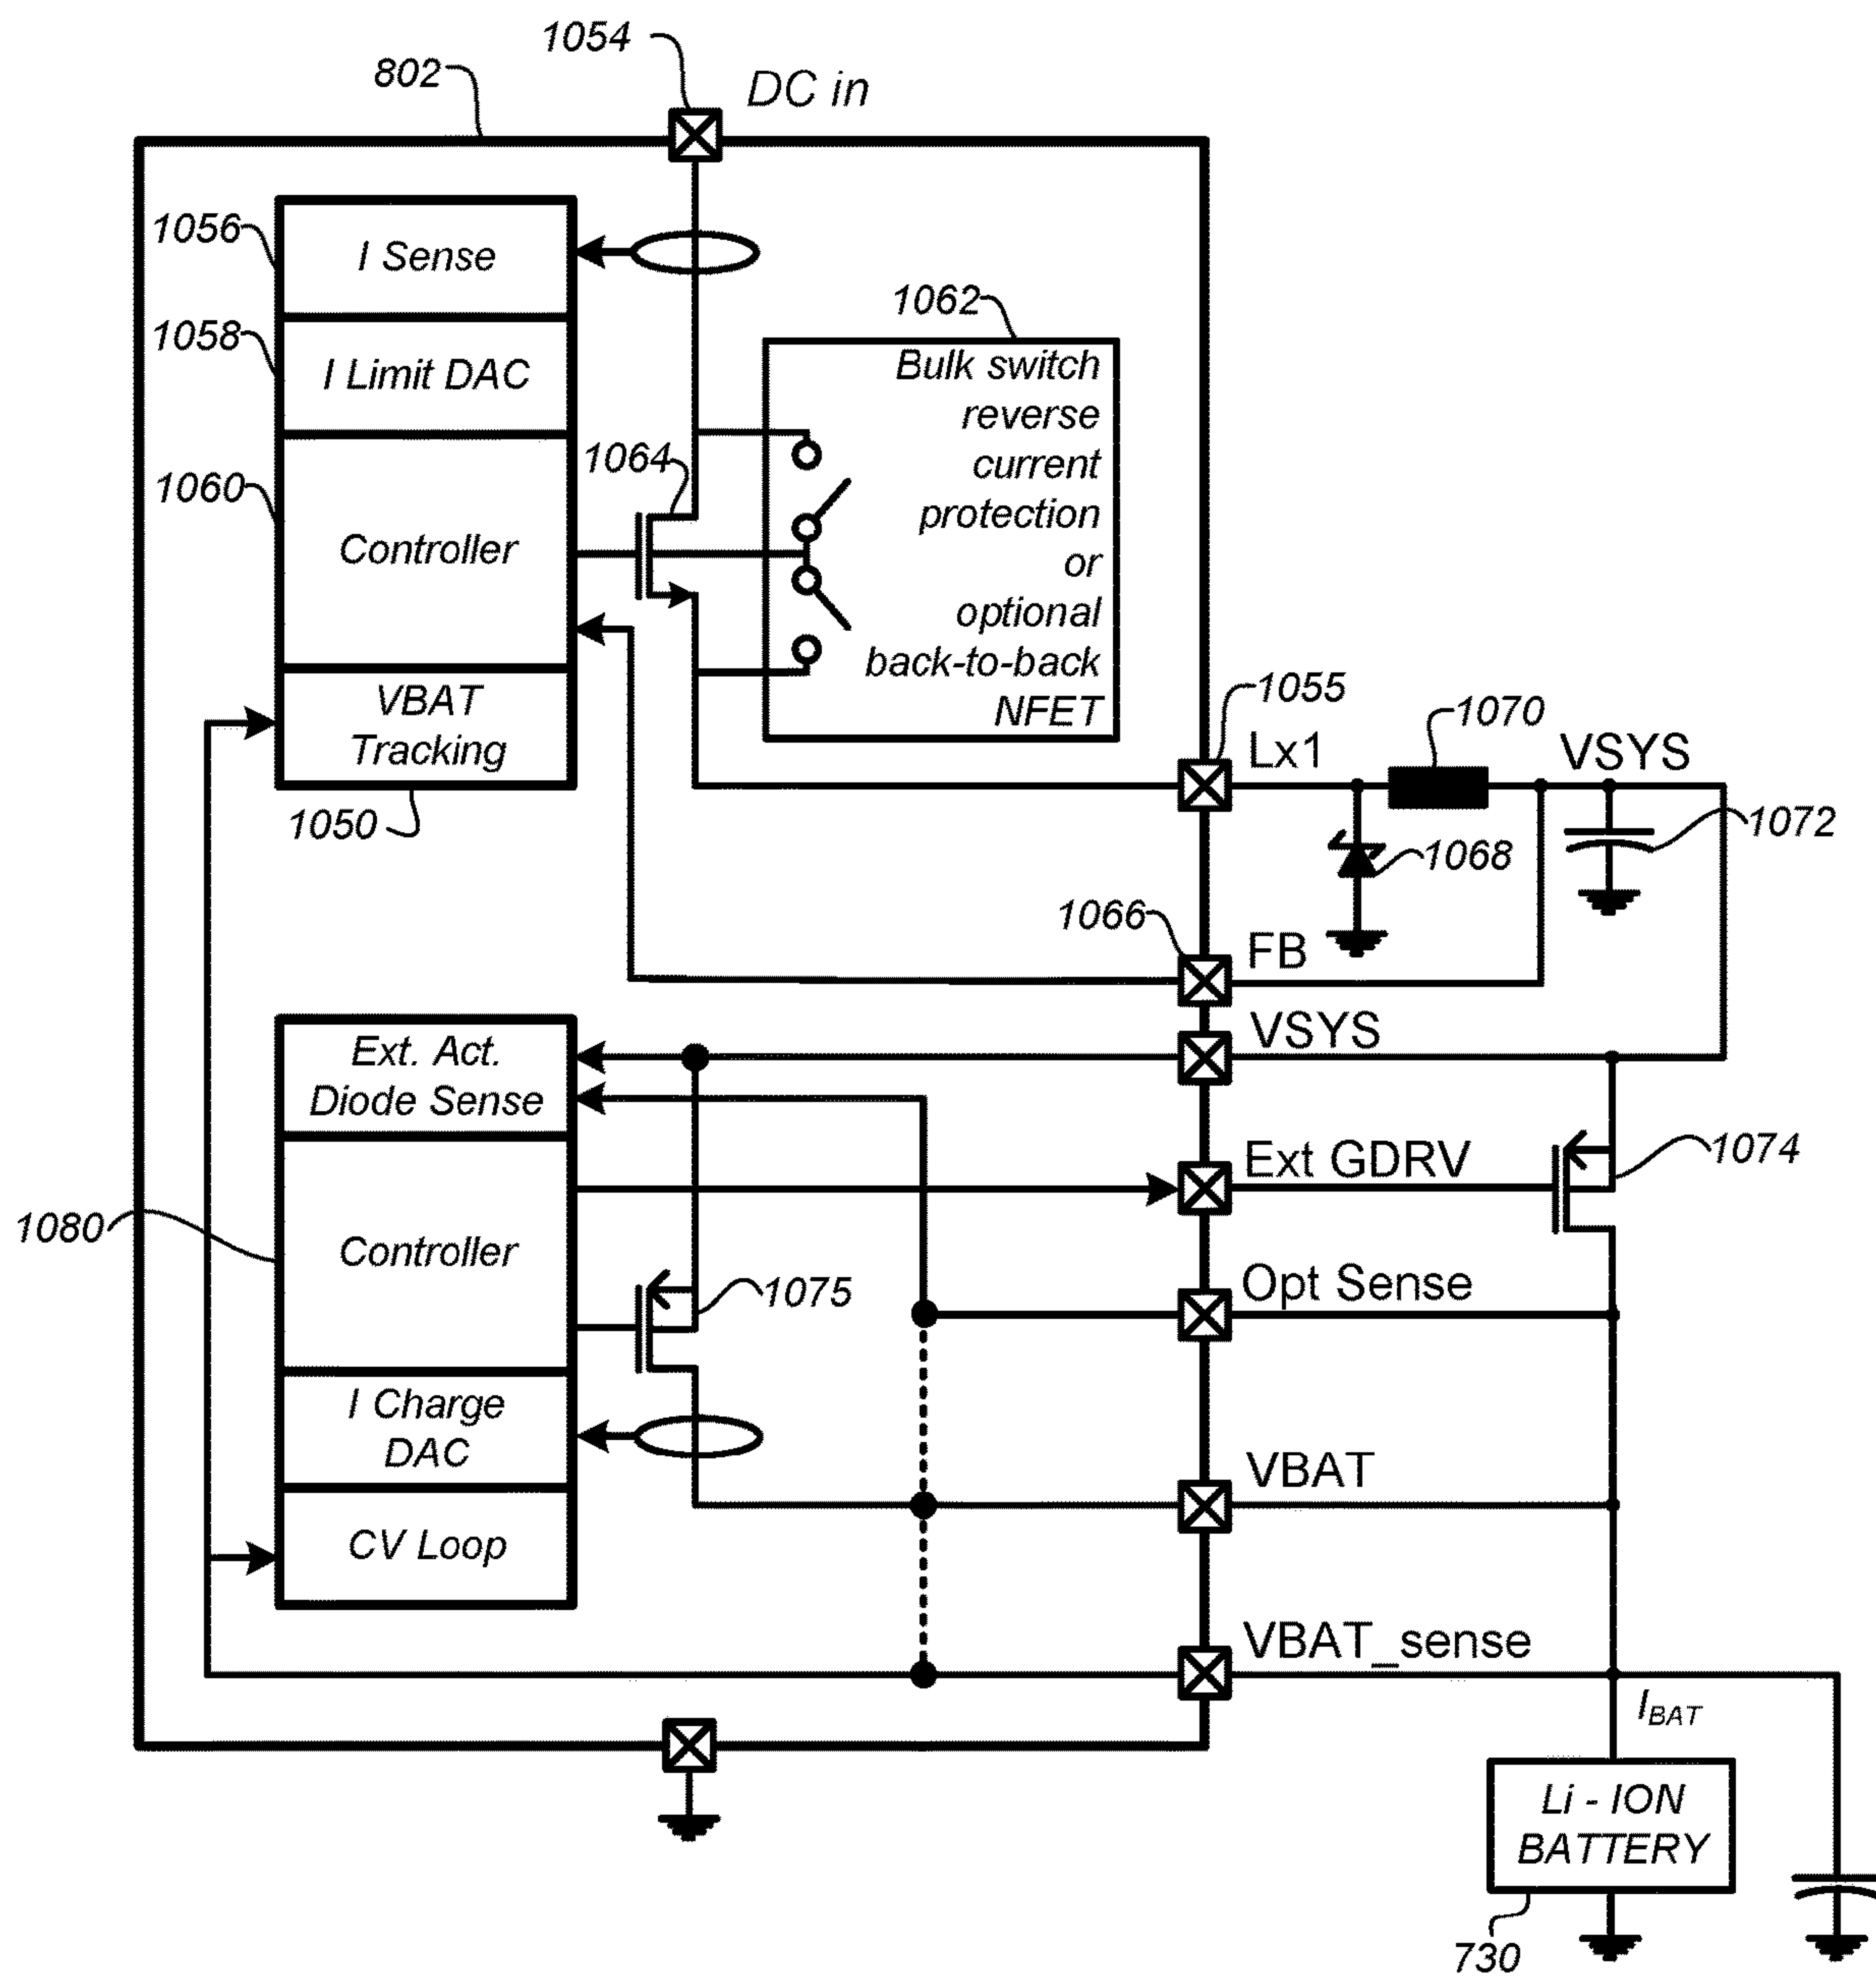 1054
802
DC in
1056
I Sense
1062
1058
I Limit DAC
Bulk switch
reverse
current
protection
or
optional
back-to-back
NFET
1064
1060
Controller
VBAT
Tracking
1050
1055
Lx1
1070
VSYS
1072
1068
1066
FB
Ext. Act.
Diode Sense
VSYS
Ext GDRV
1074
1080
Controller
1075
Opt Sense
I Charge
DAC
VBAT
CV Loop
VBAT_sense
IBAT
Li - ION
BATTERY
730